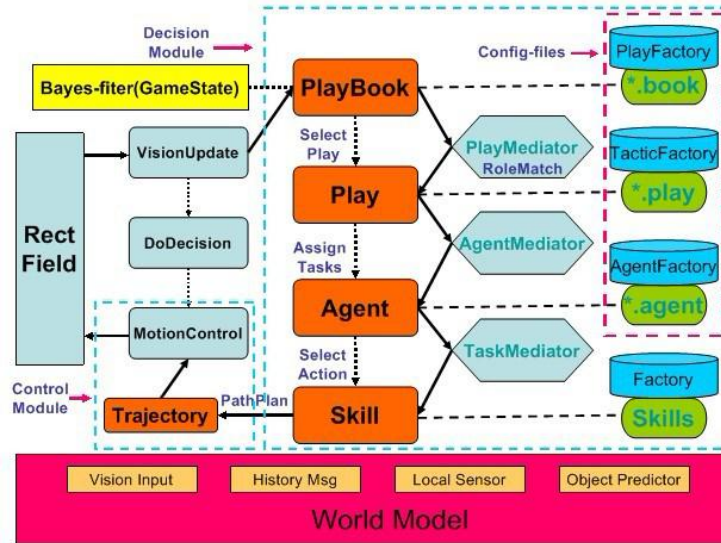 Decision
Module
Config-files
PlayFactory
*.book
Bayes-fiter(GameState)
PlayBook
Select
Play
PlayMediator
RoleMatch
TacticFactory
*.play
VisionUpdate
Play
Rect
Field
DoDecision
Assign
Tasks
AgentMediator
AgentFactory
*.agent
Agent
MotionControl
Select
Action
TaskMediator
Factory
Skills
Control
Module
Trajectory
PathPlan
Skill
Vision Input
History Msg
Local Sensor
Object Predictor
World Model